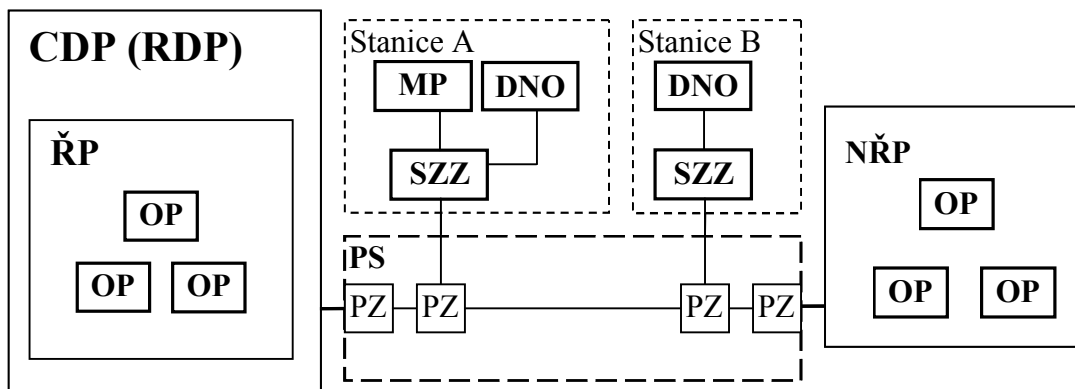 CDP (RDP)
ŘP
OP
OP OP
Stanice A
MP DNO
SZZ
Stanice B
DNO
SZZ
PS
PZ PZ PZ PZ
NŘP
OP
OP OP